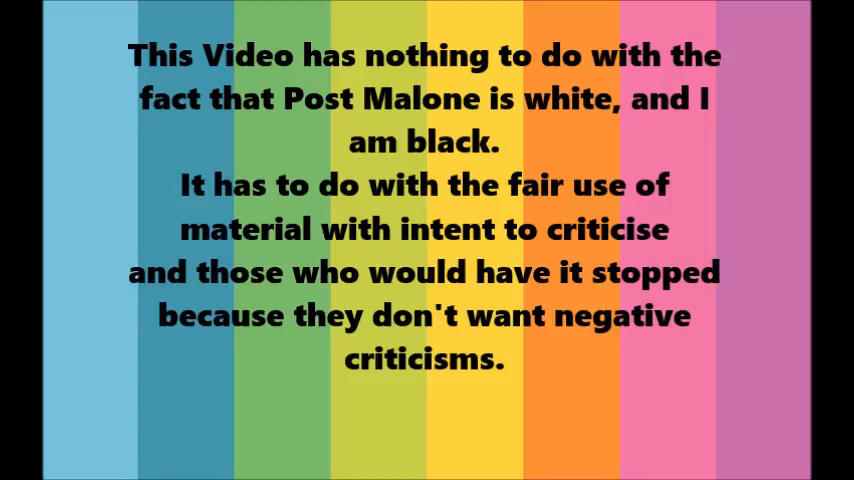 This Video has nothing to do with the
fact that Post Malone is white, and I
am black.
It has to do with the fair use of
material with intent to criticise
and those who would have it stopped
because they don't want negative
criticisms.